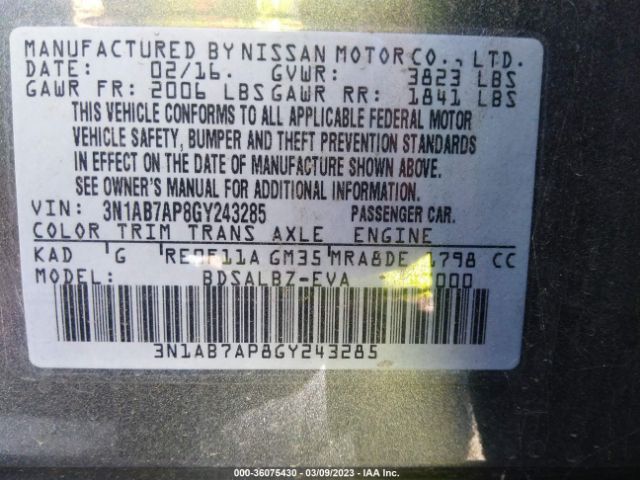 MANUFACTURED BY NISSAN MOTOR CO., LTD.
DATE: 02/16. GVWR: 3823 LBS
GAWR FR: 2006 LBS GAWR RR: 1841 LBS
THIS VEHICLE CONFORMS TO ALL APPLICABLE FEDERAL MOTOR
VEHICLE SAFETY, BUMPER AND THEFT PREVENTION STANDARDS
IN EFFECT ON THE DATE OF MANUFACTURE SHOWN ABOVE.
SEE OWNER'S MANUAL FOR ADDITIONAL INFORMATION.
VIN: 3N1AB7AP8GY243285 PASSENGER CAR.
COLOR TRIM TRANS AXLE ENGINE
KAD G RE0F11A GM35 MRA8DE 1798 CC
MODEL: BDSALBZ-EVA 000
3N1AB7AP8GY243285
000-36075430 - 03/09/2023 - IAA Inc.